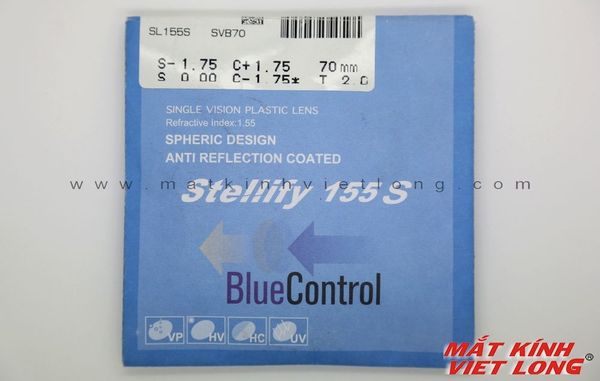 SL155S SVB70
S-1.75 C+1.75 70mm
S 0.00 C-1.75* T 2.0
SINGLE VISION PLASTIC LENS
Refractive Index:1.55
SPHERIC DESIGN
ANTI REFLECTION COATED
www.matkinhvietlong.com
Stellify 155 S
BlueControl
VP HV HC UV
MẮT KÍNH
VIET LONG.COM